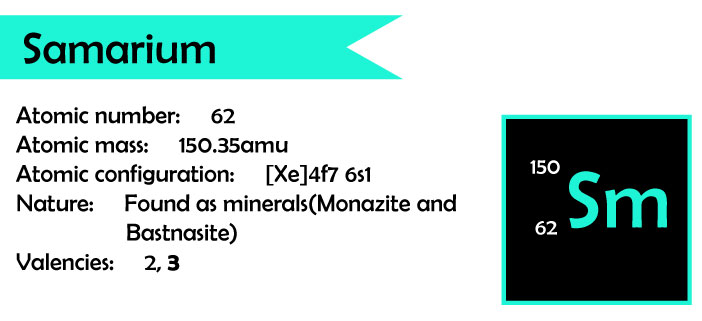 Samarium
Atomic number: 62
Atomic mass: 150.35amu
Atomic configuration: [Xe]4f7 6s1
Nature: Found as minerals(Monazite and
Bastnasite)
Valencies: 2, 3
150
Sm
62